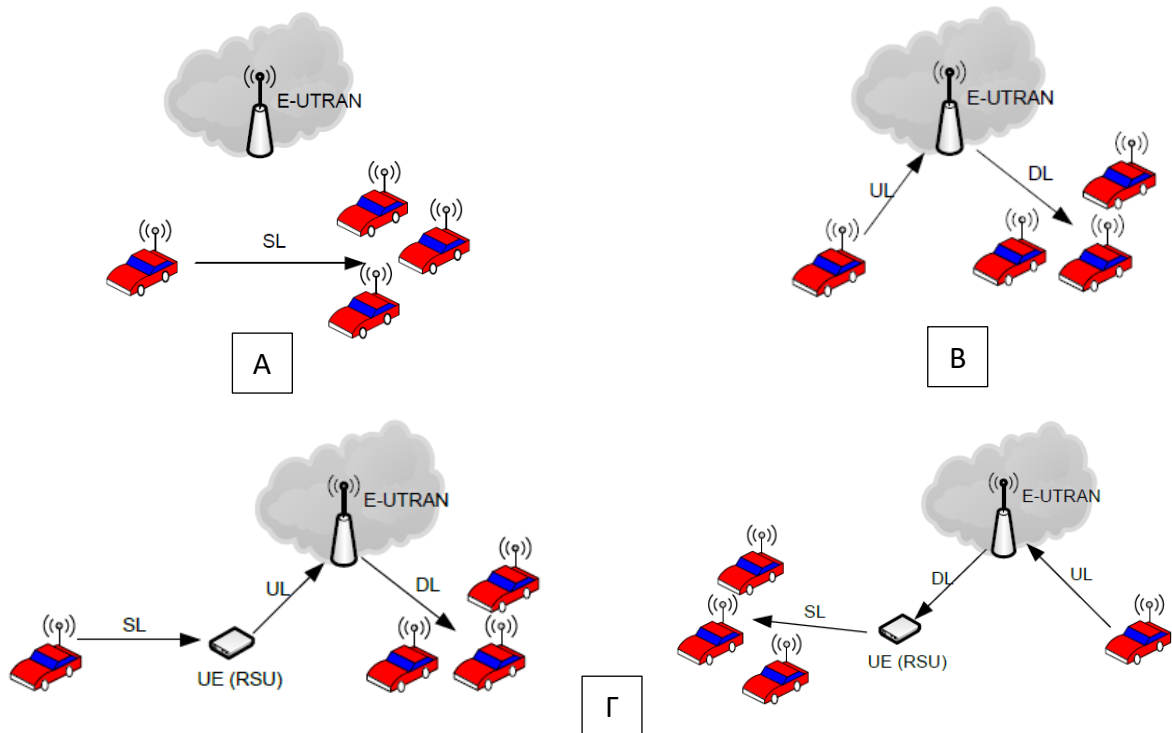 E-UTRAN
SL
А
E-UTRAN
UL
DL
В
E-UTRAN
SL
UL
DL
UE (RSU)
E-UTRAN
DL
UL
SL
UE (RSU)
Г